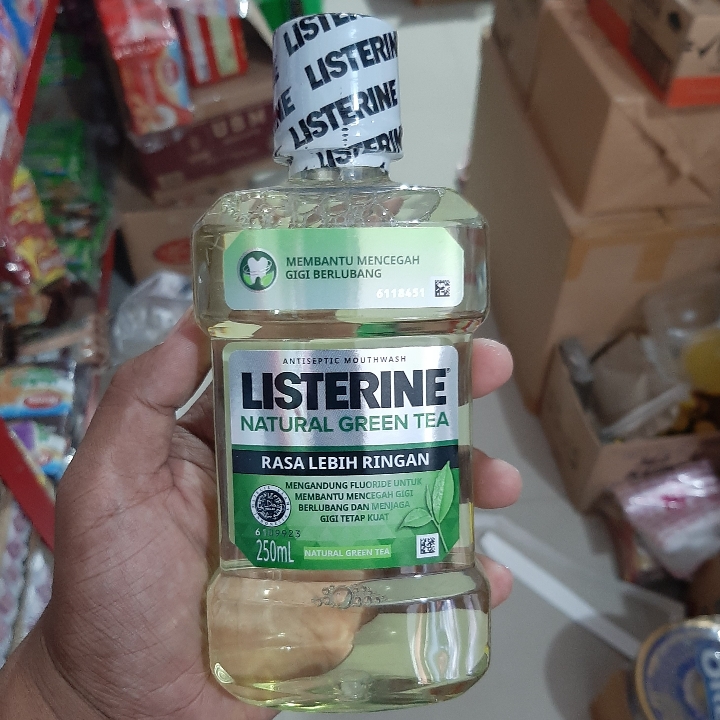 LISTERINE
LISTERINE
LISTERINE
LISTERINE
MEMBANTU MENCEGAH
GIGI BERLUBANG
6118451
ANTISEPTIC MOUTHWASH
LISTERINE
NATURAL GREEN TEA
RASA LEBIH RINGAN
MENGANDUNG FLUORIDE UNTUK
MEMBANTU MENCEGAH GIGI
BERLUBANG DAN MENJAGA
GIGI TETAP KUAT
250mL
NATURAL GREEN TEA